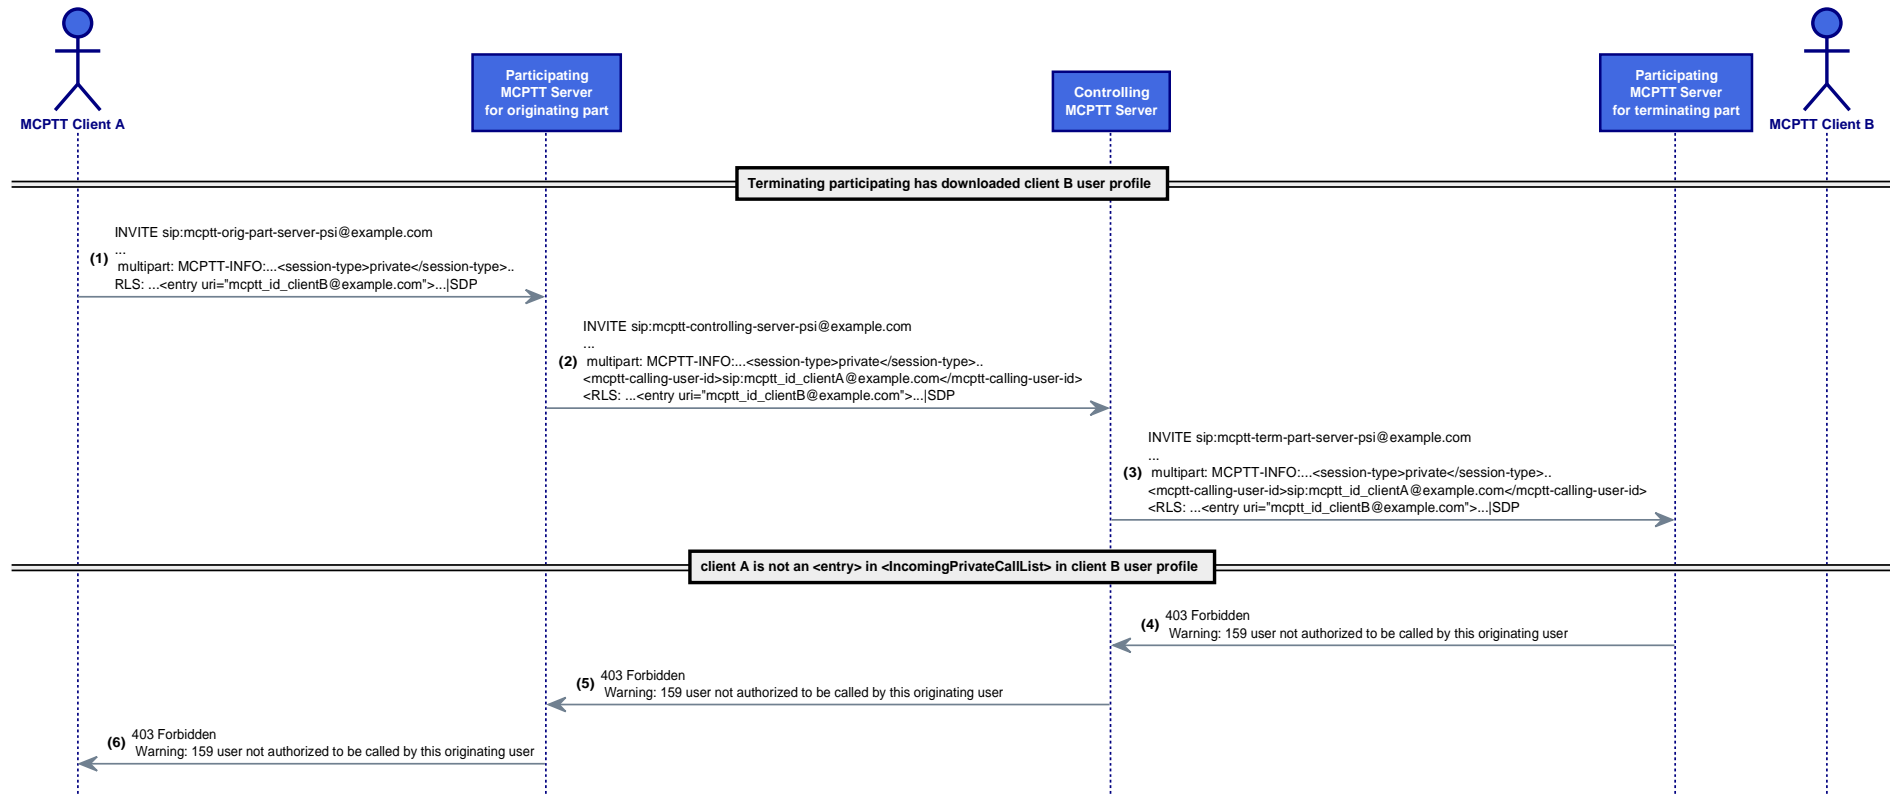 MCPTT Client A
Participating
MCPTT Server
for originating part
Controlling
MCPTT Server
Participating
MCPTT Server
for terminating part
MCPTT Client B
Terminating participating has downloaded client B user profile
INVITE sip:mcptt-orig-part-server-psi@example.com
...
(1) multipart: MCPTT-INFO:...<session-type>private</session-type>..
RLS: ...<entry uri="mcptt_id_clientB@example.com">...|SDP
INVITE sip:mcptt-controlling-server-psi@example.com
...
(2) multipart: MCPTT-INFO:...<session-type>private</session-type>..
<mcptt-calling-user-id>sip:mcptt_id_clientA@example.com</mcptt-calling-user-id>
<RLS: ...<entry uri="mcptt_id_clientB@example.com">...|SDP
INVITE sip:mcptt-term-part-server-psi@example.com
...
(3) multipart: MCPTT-INFO:...<session-type>private</session-type>..
<mcptt-calling-user-id>sip:mcptt_id_clientA@example.com</mcptt-calling-user-id>
<RLS: ...<entry uri="mcptt_id_clientB@example.com">...|SDP
client A is not an <entry> in <IncomingPrivateCallList> in client B user profile
(4) 403 Forbidden
Warning: 159 user not authorized to be called by this originating user
(5) 403 Forbidden
Warning: 159 user not authorized to be called by this originating user
(6) 403 Forbidden
Warning: 159 user not authorized to be called by this originating user